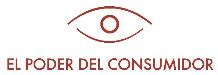 EL PODER DEL CONSUMIDOR